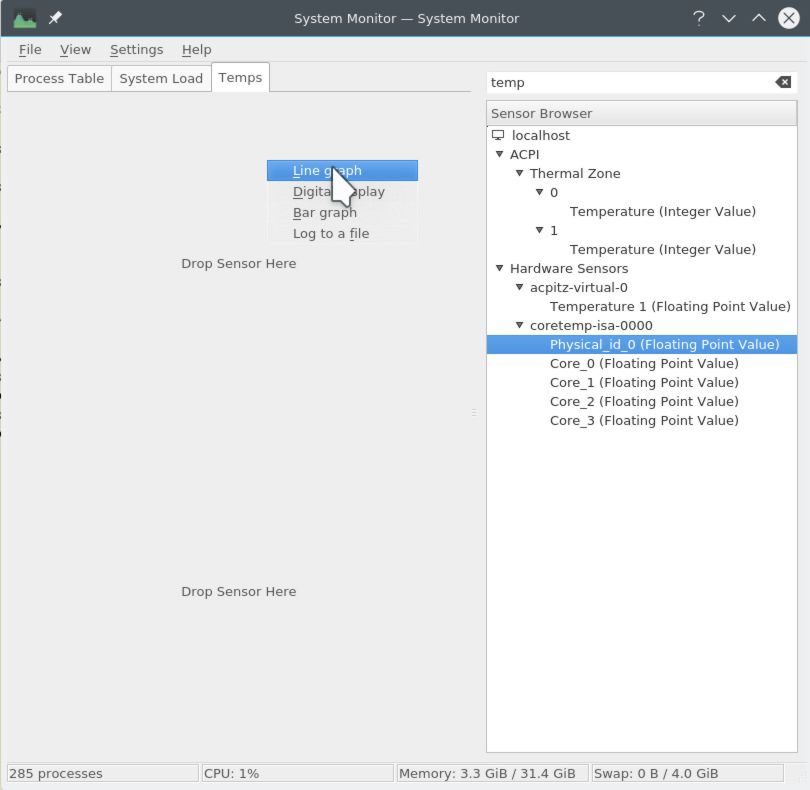 System Monitor — System Monitor
File View Settings Help
Process Table System Load Temps
temp
Sensor Browser
localhost
ACPI
Thermal Zone
0
Temperature (Integer Value)
1
Temperature (Integer Value)
Hardware Sensors
acpitz-virtual-0
Temperature 1 (Floating Point Value)
coretemp-isa-0000
Physical_id_0 (Floating Point Value)
Core_0 (Floating Point Value)
Core_1 (Floating Point Value)
Core_2 (Floating Point Value)
Core_3 (Floating Point Value)
Line graph
Digital display
Bar graph
Log to a file
Drop Sensor Here
Drop Sensor Here
285 processes CPU: 1% Memory: 3.3 GiB / 31.4 GiB Swap: 0 B / 4.0 GiB